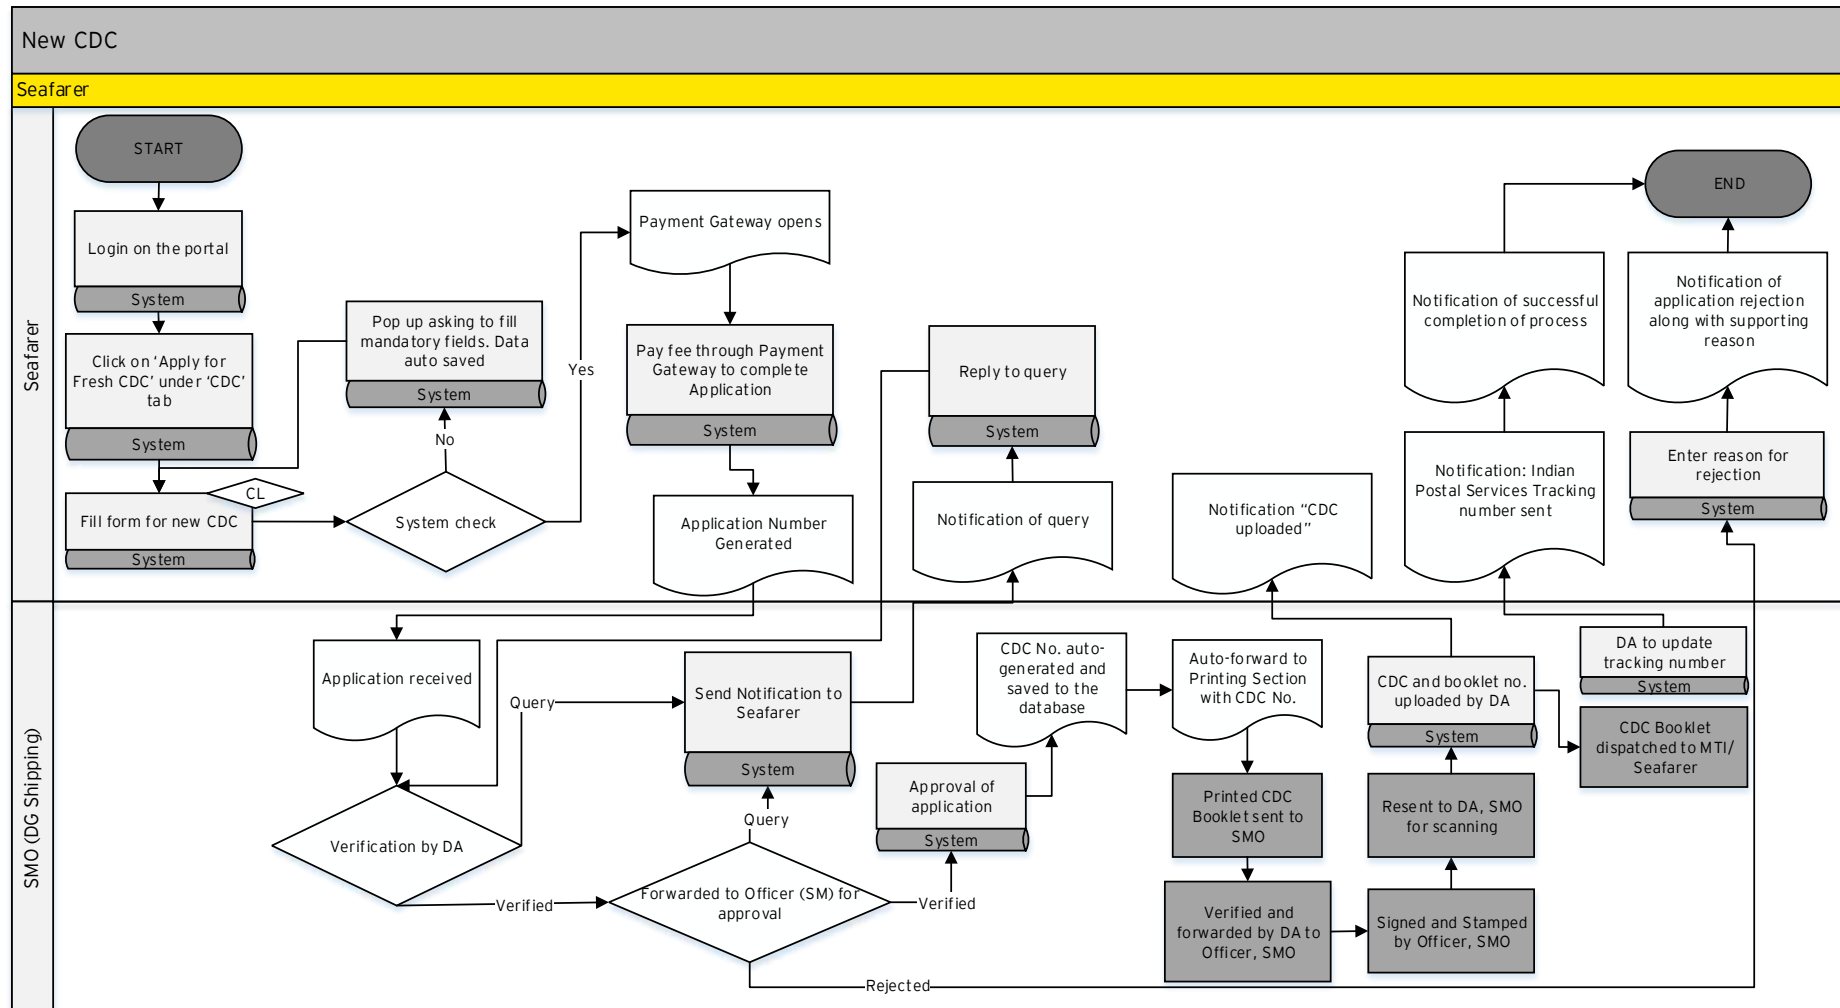 New CDC
Seafarer
Seafarer
START
Login on the portal
System
Click on ‘Apply for
Fresh CDC’ under ‘CDC’
tab
System
CL
Fill form for new CDC
System
Pop up asking to fill
mandatory fields. Data
auto saved
System
No
System check
Yes
Payment Gateway opens
Pay fee through Payment
Gateway to complete
Application
System
Application Number
Generated
Reply to query
System
Notification of query
Notification “CDC
uploaded”
Notification of successful
completion of process
Notification: Indian
Postal Services Tracking
number sent
END
Notification of
application rejection
along with supporting
reason
Enter reason for
rejection
System
SMO (DG Shipping)
Application received
Verification by DA
Query
Verified
Send Notification to
Seafarer
System
Query
Forwarded to Officer (SM) for
approval
Verified
Rejected
Approval of
application
System
CDC No. auto-
generated and
saved to the
database
Auto-forward to
Printing Section
with CDC No.
Printed CDC
Booklet sent to
SMO
Verified and
forwarded by DA to
Officer, SMO
Signed and Stamped
by Officer, SMO
Resent to DA, SMO
for scanning
CDC and booklet no.
uploaded by DA
System
DA to update
tracking number
System
CDC Booklet
dispatched to MTI/
Seafarer